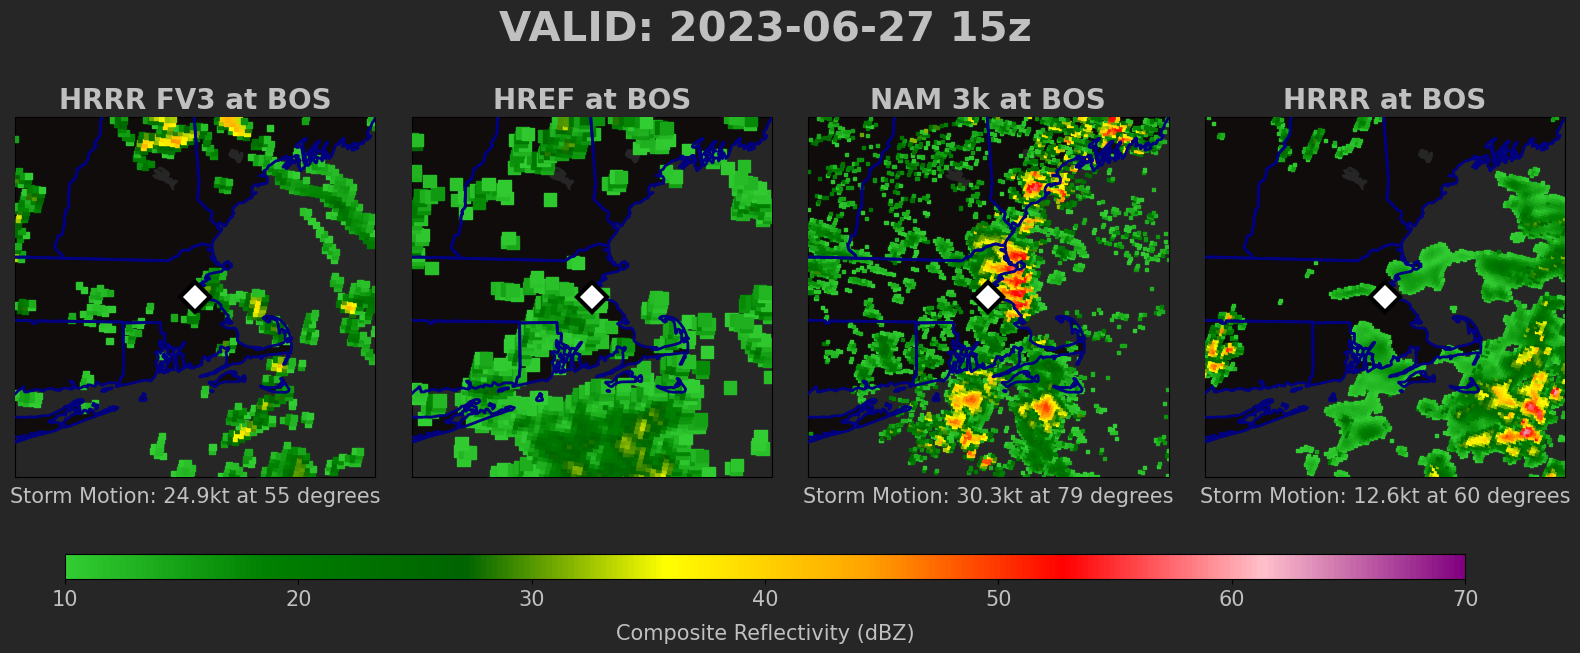 VALID: 2023-06-27 15z
HRRR FV3 at BOS
HREF at BOS
NAM 3k at BOS
HRRR at BOS
Storm Motion: 24.9kt at 55 degrees
Storm Motion: 30.3kt at 79 degrees
Storm Motion: 12.6kt at 60 degrees
10 20 30 40 50 60 70
Composite Reflectivity (dBZ)